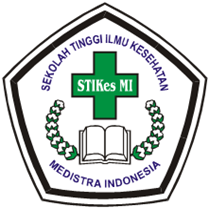 SEKOLAH TINGGI ILMU KESEHATAN
STIKes MI
MEDISTRA INDONESIA